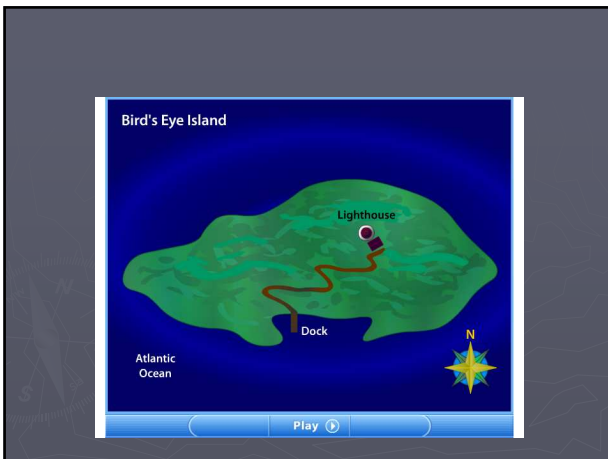 Bird's Eye Island
Lighthouse
Dock
N
Atlantic
Ocean
S
Play